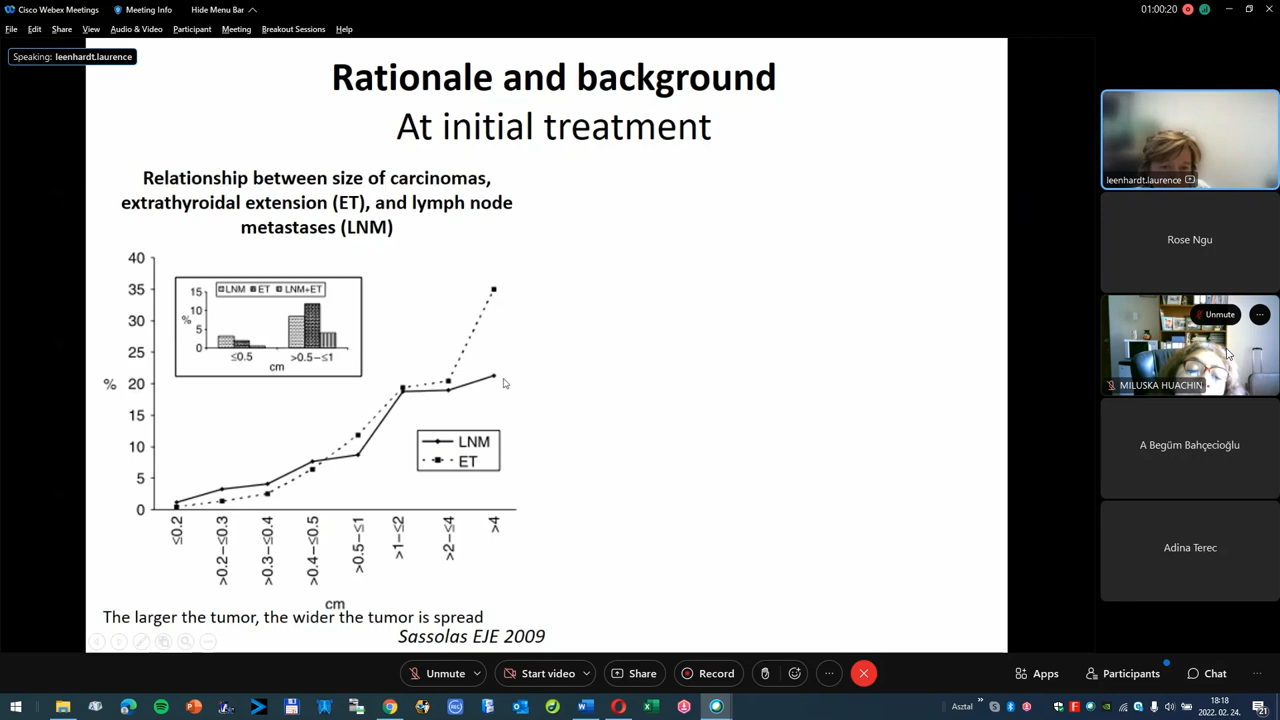 Cisco Webex Meetings
Meeting Info
Hide Menu Bar
01:00:20
File Edit Share View Audio & Video Participant Meeting Breakout Sessions Help
Speaking: leenhardt.laurence
Rationale and background
At initial treatment
Relationship between size of carcinomas,
extrathyroidal extension (ET), and lymph node
metastases (LNM)
40
35
30
25
20
15
10
5
0
%
15
10
5
0
%
LNM ET LNM+ET
≤0.5
>0.5–≤1
cm
LNM
ET
≤0.2
>0.2–≤0.3
>0.3–≤0.4
>0.4–≤0.5
>0.5–≤1
>1–≤2
>2–≤4
>4
cm
The larger the tumor, the wider the tumor is spread
Sassolas EJE 2009
leenhardt.laurence
Rose Ngu
Unmute
MILUSKA HUACHIN
A Begüm Bahçecioğlu
Adina Terec
Unmute
Start video
Share
Record
Apps
Participants
Chat
Asztal
18:18
2022. 02. 24.